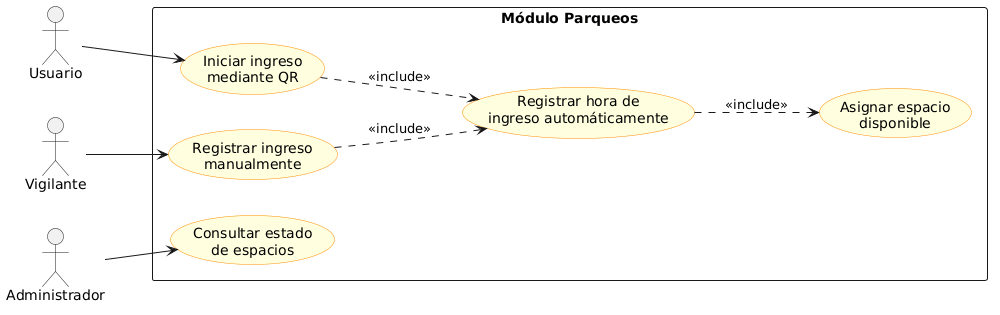 Módulo Parqueos
Usuario
Iniciar ingreso
mediante QR
«include»
Registrar hora de
ingreso automáticamente
«include»
Asignar espacio
disponible
Vigilante
Registrar ingreso
manualmente
«include»
Administrador
Consultar estado
de espacios